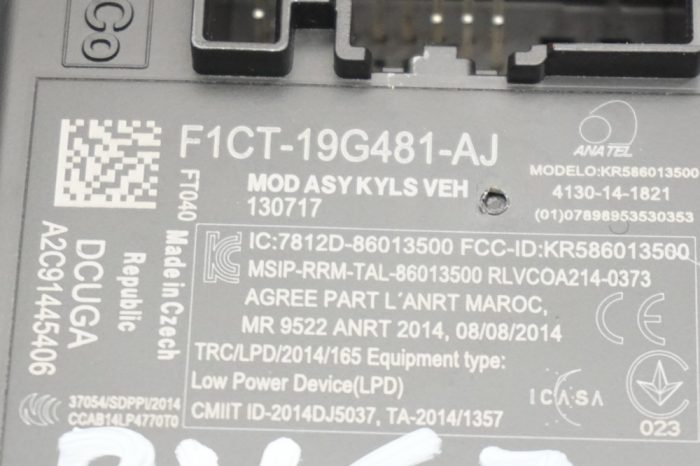 Co
F1CT-19G481-AJ
MOD ASY KYLS VEH
130717
ANATEL
MODELO:KR586013500
4130-14-1821
(01)07898953530353
FT040
Made in Czech
Republic
DCUGA
A2C91445406
IC:7812D-86013500 FCC-ID:KR586013500
MSIP-RRM-TAL-86013500 RLVCOA214-0373
AGREE PART L´ANRT MAROC,
MR 9522 ANRT 2014, 08/08/2014
TRC/LPD/2014/165 Equipment type:
Low Power Device(LPD)
CMIIT ID-2014DJ5037, TA-2014/1357
37054/SDPPI/2014
CCAB14LP4770T0
CE
ICASA
023